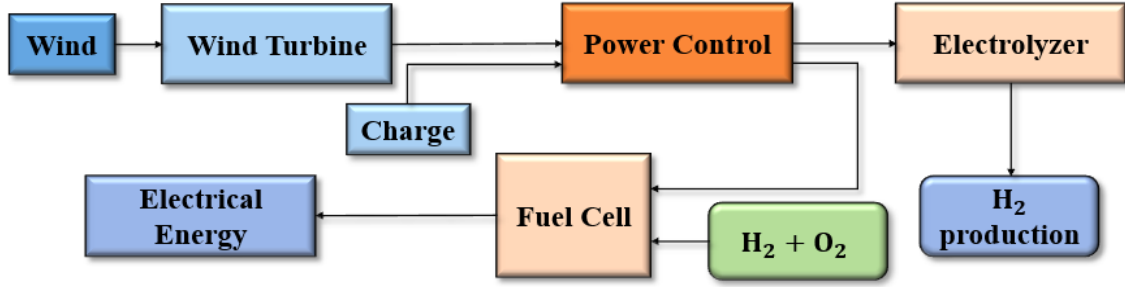 Wind
Wind Turbine
Power Control
Electrolyzer
Charge
Electrical
Energy
Fuel Cell
H₂ + O₂
H₂
production